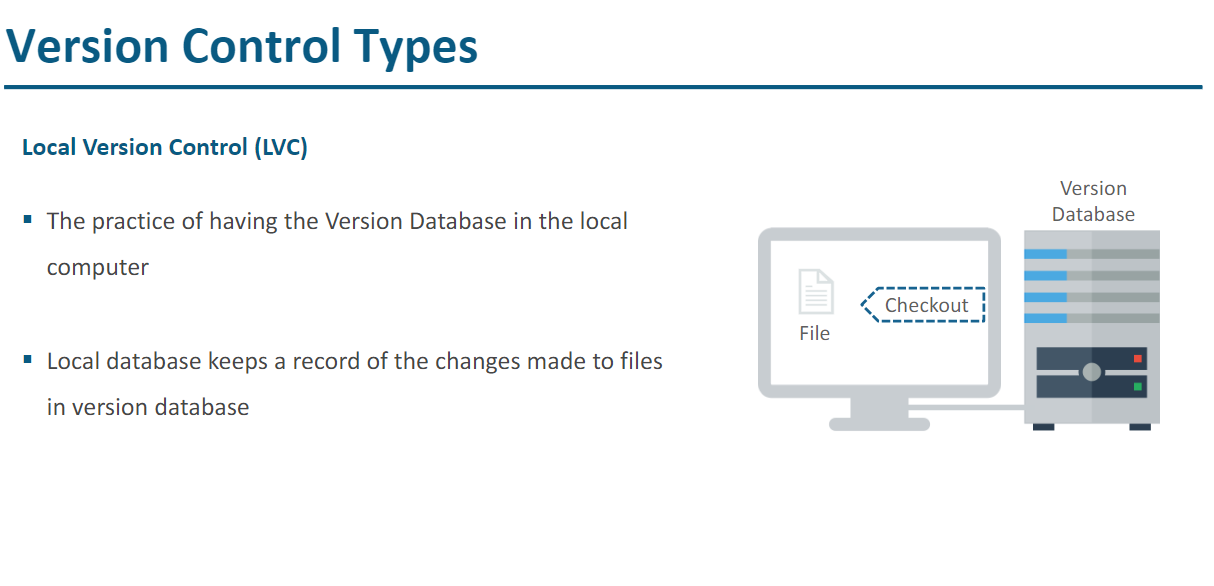 Version Control Types
Local Version Control (LVC)
▪ The practice of having the Version Database in the local
computer
▪ Local database keeps a record of the changes made to files
in version database
Version
Database
Checkout
File